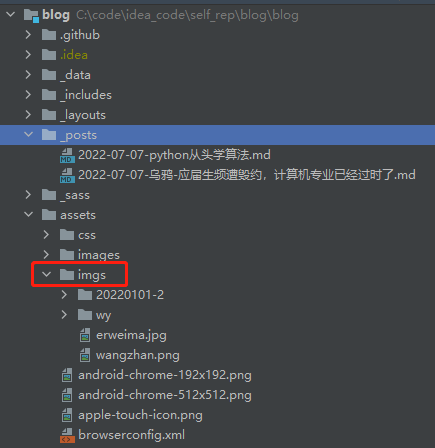 blog C:\code\idea_code\self_rep\blog\blog
.github
.idea
_data
_includes
_layouts
_posts
2022-07-07-python从头学算法.md
2022-07-07-乌鸦-应届生频遭毁约，计算机专业已经过时了.md
_sass
assets
css
images
imgs
20220101-2
wy
erweima.jpg
wangzhan.png
android-chrome-192x192.png
android-chrome-512x512.png
apple-touch-icon.png
browserconfig.xml